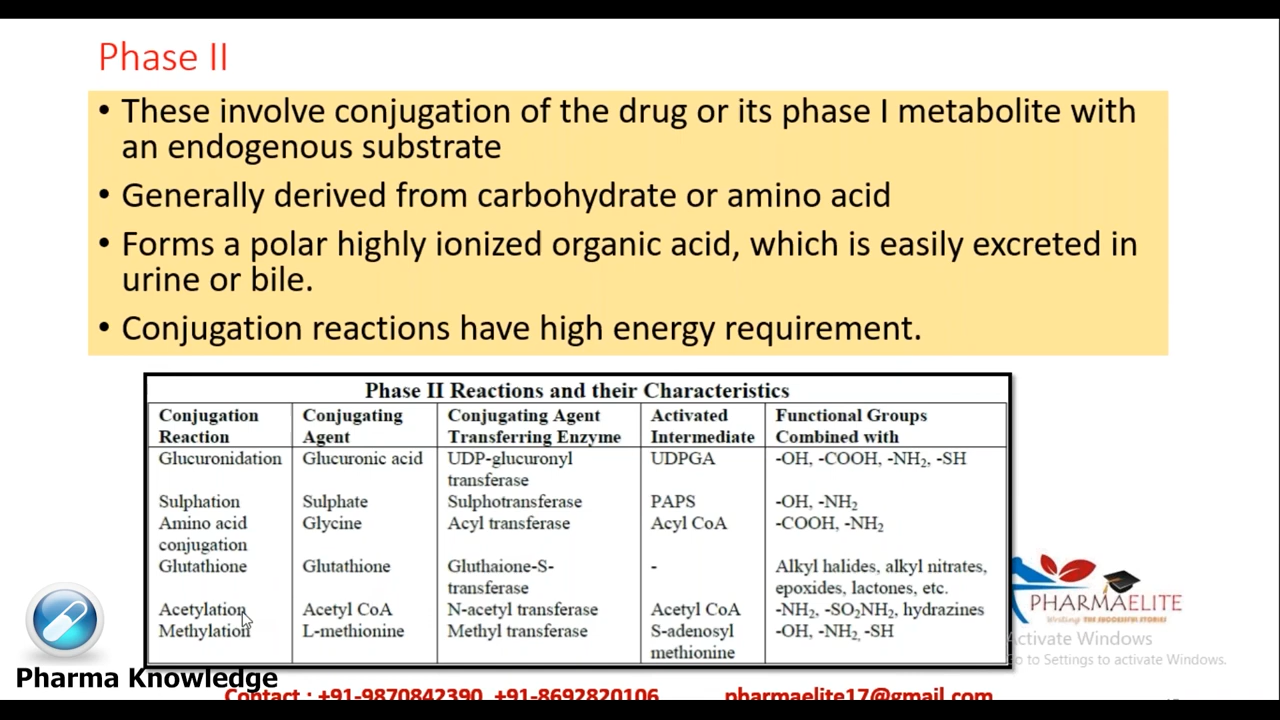 Phase II
• These involve conjugation of the drug or its phase I metabolite with
an endogenous substrate
• Generally derived from carbohydrate or amino acid
• Forms a polar highly ionized organic acid, which is easily excreted in
urine or bile.
• Conjugation reactions have high energy requirement.
Phase II Reactions and their Characteristics
Conjugation Reaction Conjugating Agent Conjugating Agent Transferring Enzyme Activated Intermediate Functional Groups Combined with
Glucuronidation Glucuronic acid UDP-glucuronyl transferase UDPGA -OH, -COOH, -NH₂, -SH
Sulphation Sulphate Sulphotransferase PAPS -OH, -NH₂
Amino acid conjugation Glycine Acyl transferase Acyl CoA -COOH, -NH₂
Glutathione Glutathione Gluthaione-S-transferase - Alkyl halides, alkyl nitrates, epoxides, lactones, etc.
Acetylation Acetyl CoA N-acetyl transferase Acetyl CoA -NH₂, -SO₂NH₂, hydrazines
Methylation L-methionine Methyl transferase S-adenosyl methionine -OH, -NH₂, -SH
PHARMAELITE
Writing THE SUCCESSFUL STORIES
Activate Windows
Go to Settings to activate Windows.
Pharma Knowledge
Contact : +91-9870842390, +91-8692820106 pharmaelite17@gmail.com